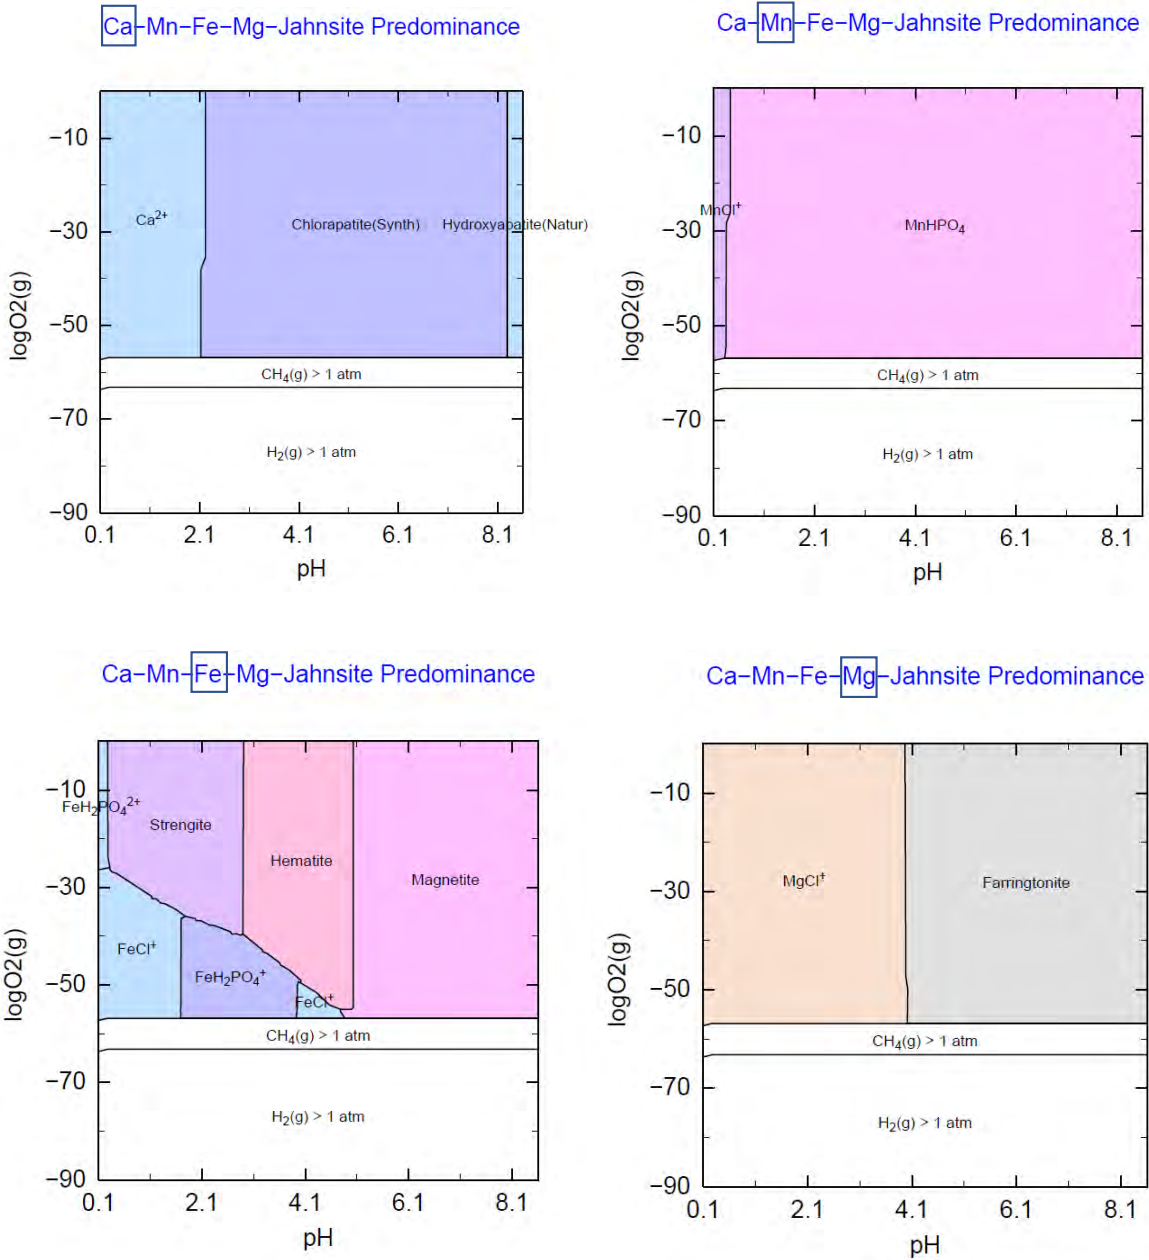 Ca−Mn−Fe−Mg−Jahnsite Predominance
−10
−30
−50
−70
−90
logO2(g)
Ca2+
Chlorapatite(Synth)
Hydroxyapatite(Natur)
CH4(g) > 1 atm
H2(g) > 1 atm
0.1 2.1 4.1 6.1 8.1
pH
Ca−Mn−Fe−Mg−Jahnsite Predominance
−10
−30
−50
−70
−90
logO2(g)
MnCl+
MnHPO4
CH4(g) > 1 atm
H2(g) > 1 atm
0.1 2.1 4.1 6.1 8.1
pH
Ca−Mn−Fe−Mg−Jahnsite Predominance
−10
−30
−50
−70
−90
logO2(g)
FeH2PO42+
Strengite
Hematite
Magnetite
FeCl+
FeH2PO4+
FeCl+
CH4(g) > 1 atm
H2(g) > 1 atm
0.1 2.1 4.1 6.1 8.1
pH
Ca−Mn−Fe−Mg−Jahnsite Predominance
−10
−30
−50
−70
−90
logO2(g)
MgCl+
Farringtonite
CH4(g) > 1 atm
H2(g) > 1 atm
0.1 2.1 4.1 6.1 8.1
pH